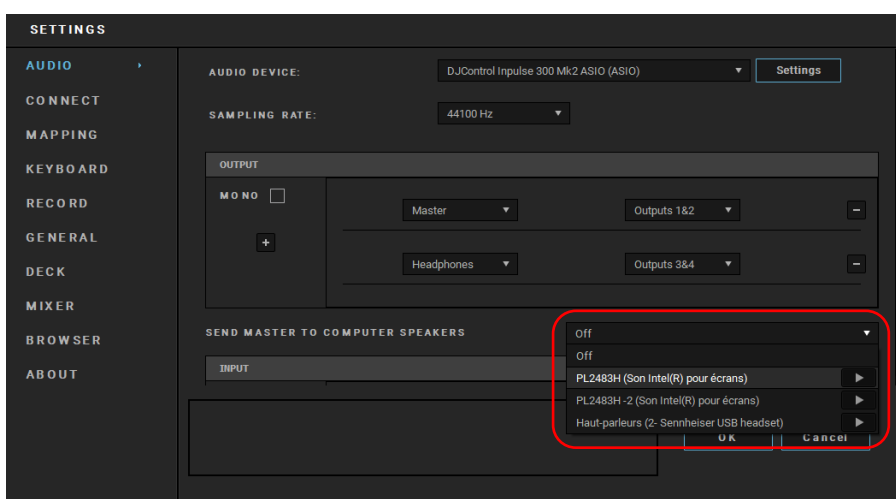 SETTINGS
AUDIO
CONNECT
MAPPING
KEYBOARD
RECORD
GENERAL
DECK
MIXER
BROWSER
ABOUT
AUDIO DEVICE:
DJControl Inpulse 300 Mk2 ASIO (ASIO)
Settings
SAMPLING RATE:
44100 Hz
OUTPUT
MONO
+
Master
Outputs 1&2
Headphones
Outputs 3&4
SEND MASTER TO COMPUTER SPEAKERS
Off
Off
PL2483H (Son Intel(R) pour écrans)
PL2483H -2 (Son Intel(R) pour écrans)
Haut-parleurs (2- Sennheiser USB headset)
INPUT
OK
Cancel